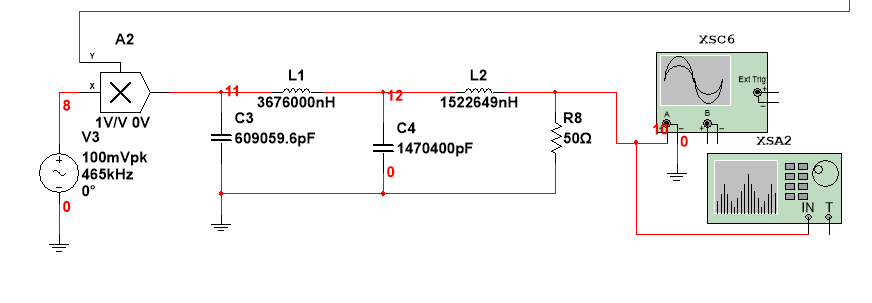 A2
XSC6
Y
X
Ext Trig
8
1V/V 0V
V3
100mVpk
465kHz
0°
0
11
L1
3676000nH
C3
609059.6pF
12
L2
1522649nH
C4
1470400pF
0
R8
50Ω
A
B
10
0
XSA2
IN
T